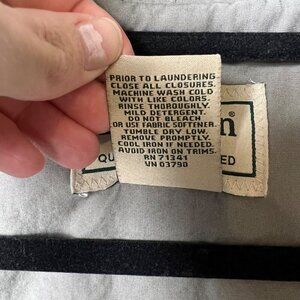 PRIOR TO LAUNDERING
CLOSE ALL CLOSURES.
MACHINE WASH COLD
WITH LIKE COLORS.
RINSE THOROUGHLY.
MILD DETERGENT.
DO NOT BLEACH
OR USE FABRIC SOFTENER.
TUMBLE DRY LOW.
REMOVE PROMPTLY.
COOL IRON IF NEEDED.
AVOID IRON ON TRIMS.
RN 71341
VN 03790
n
QU
ED